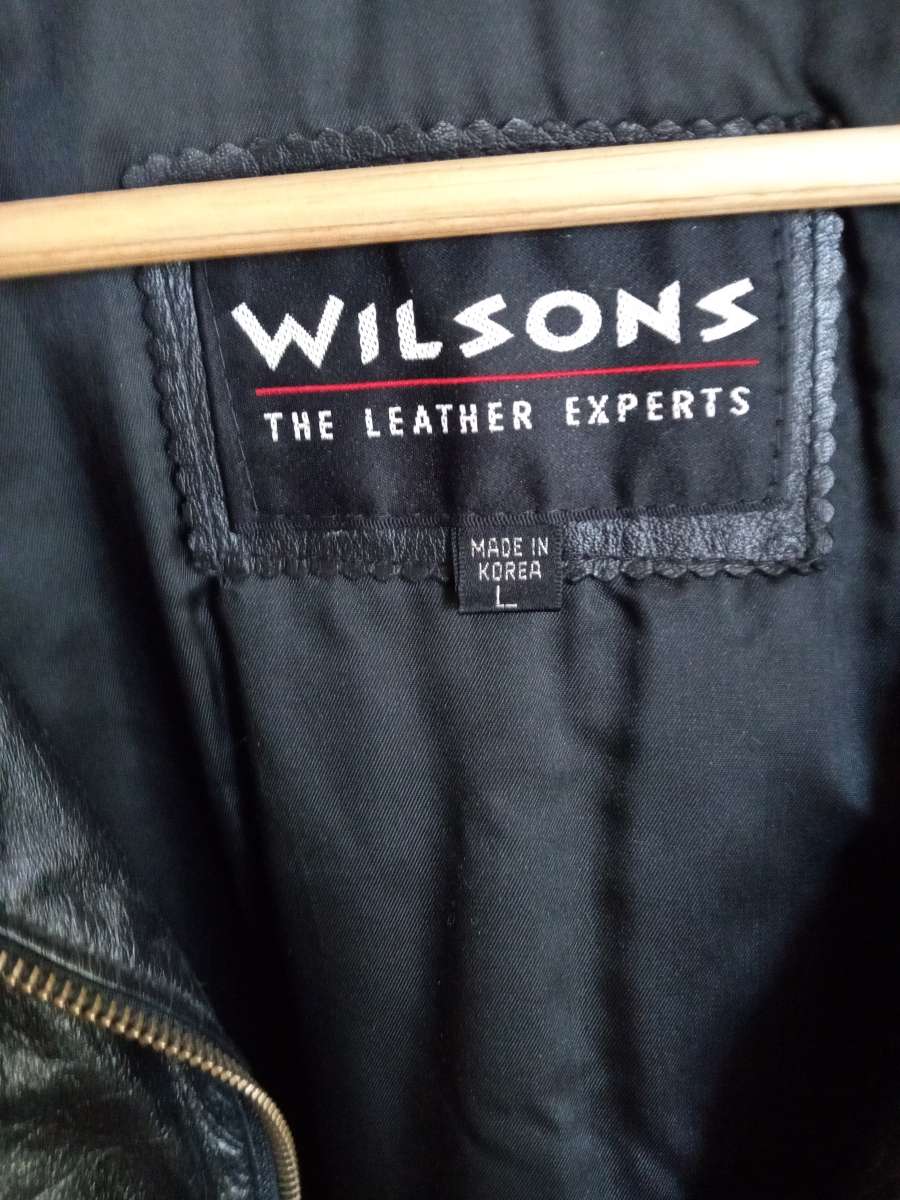 WILSONS
THE LEATHER EXPERTS
MADE IN
KOREA
L